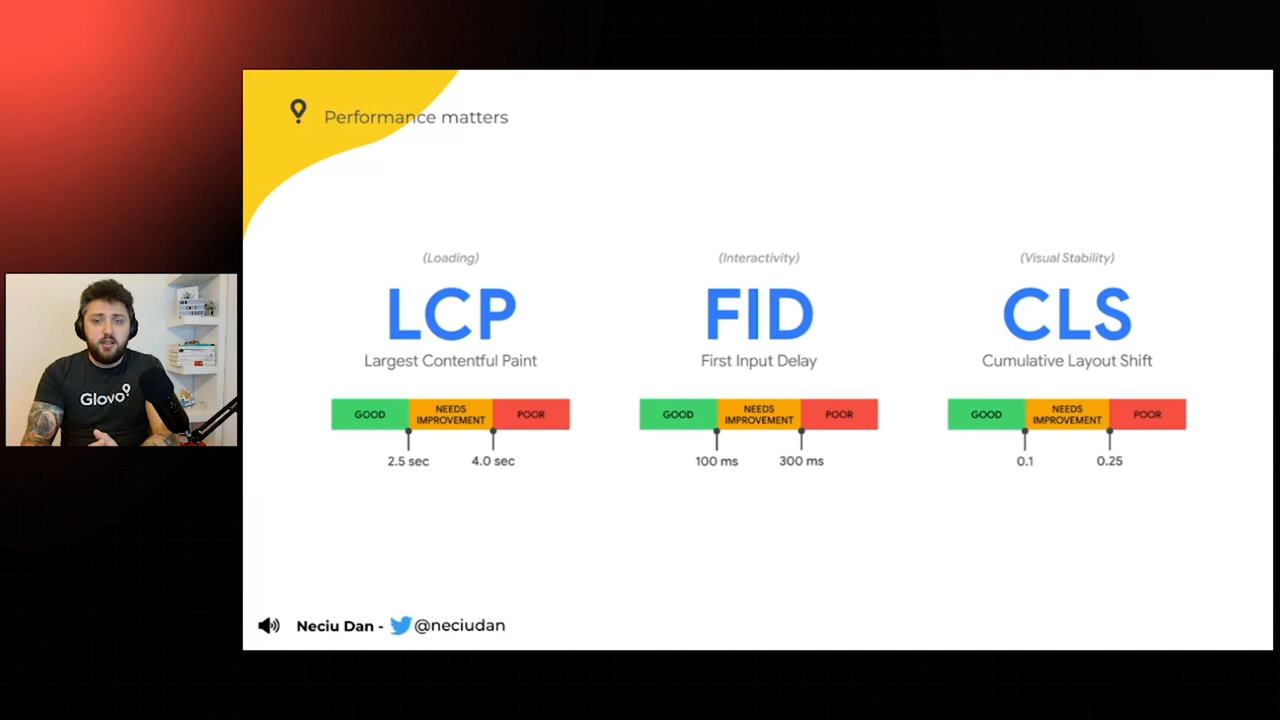 Performance matters
(Loading)
LCP
Largest Contentful Paint
GOOD
NEEDS
IMPROVEMENT
POOR
2.5 sec
4.0 sec
(Interactivity)
FID
First Input Delay
GOOD
NEEDS
IMPROVEMENT
POOR
100 ms
300 ms
(Visual Stability)
CLS
Cumulative Layout Shift
GOOD
NEEDS
IMPROVEMENT
POOR
0.1
0.25
Glovo
Neciu Dan - @neciudan